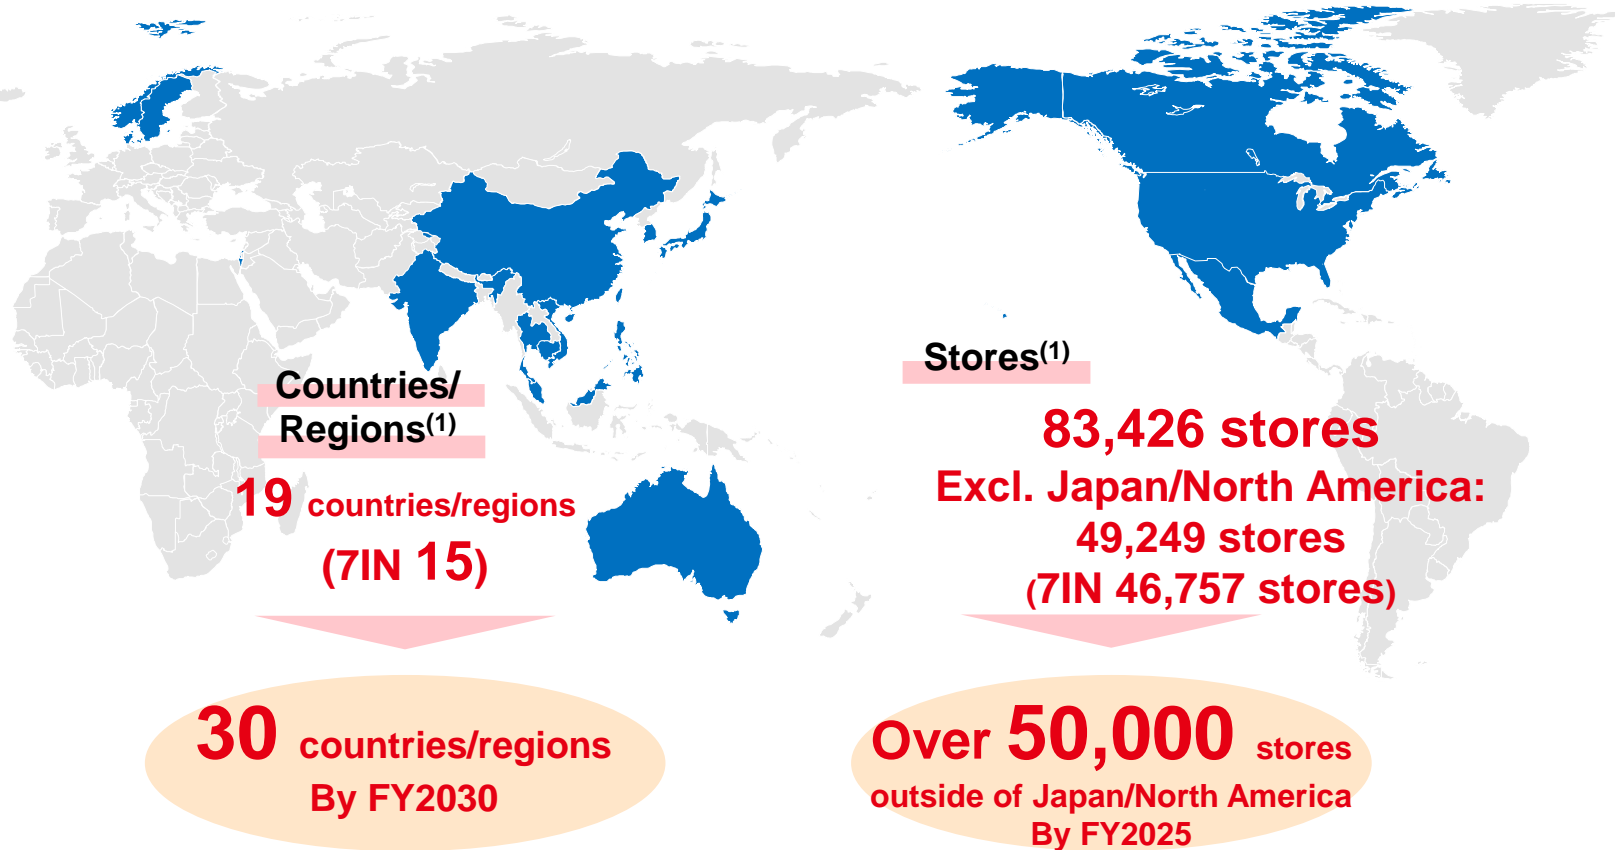 Countries/
Regions(1)
19 countries/regions
(7IN 15)
30 countries/regions
By FY2030
Stores(1)
83,426 stores
Excl. Japan/North America:
49,249 stores
(7IN 46,757 stores)
Over 50,000 stores
outside of Japan/North America
By FY2025